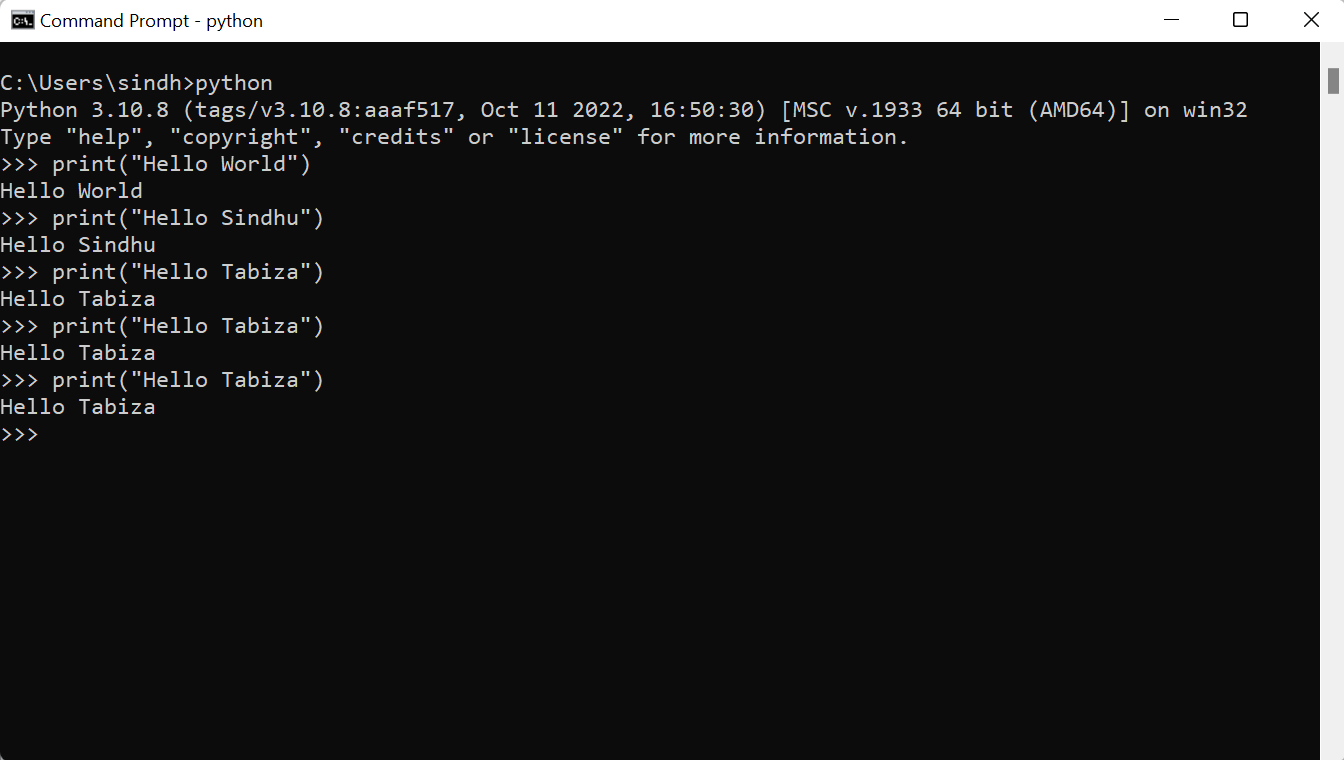 Command Prompt - python
C:\Users\sindh>python
Python 3.10.8 (tags/v3.10.8:aaaf517, Oct 11 2022, 16:50:30) [MSC v.1933 64 bit (AMD64)] on win32
Type "help", "copyright", "credits" or "license" for more information.
>>> print("Hello World")
Hello World
>>> print("Hello Sindhu")
Hello Sindhu
>>> print("Hello Tabiza")
Hello Tabiza
>>> print("Hello Tabiza")
Hello Tabiza
>>> print("Hello Tabiza")
Hello Tabiza
>>>